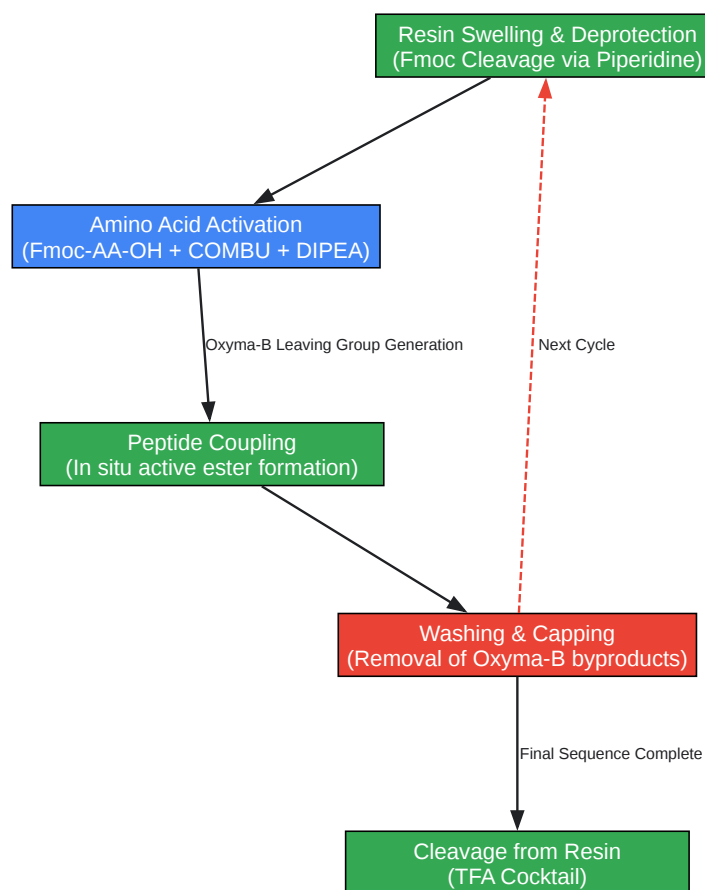 Resin Swelling & Deprotection
(Fmoc Cleavage via Piperidine)
Amino Acid Activation
(Fmoc-AA-OH + COMBU + DIPEA)
Oxyma-B Leaving Group Generation
Next Cycle
Peptide Coupling
(In situ active ester formation)
Washing & Capping
(Removal of Oxyma-B byproducts)
Final Sequence Complete
Cleavage from Resin
(TFA Cocktail)